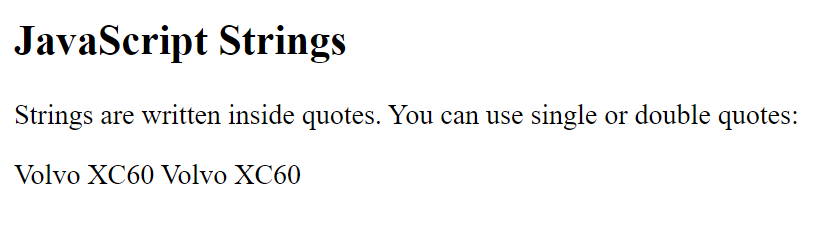 JavaScript Strings
Strings are written inside quotes. You can use single or double quotes:
Volvo XC60 Volvo XC60